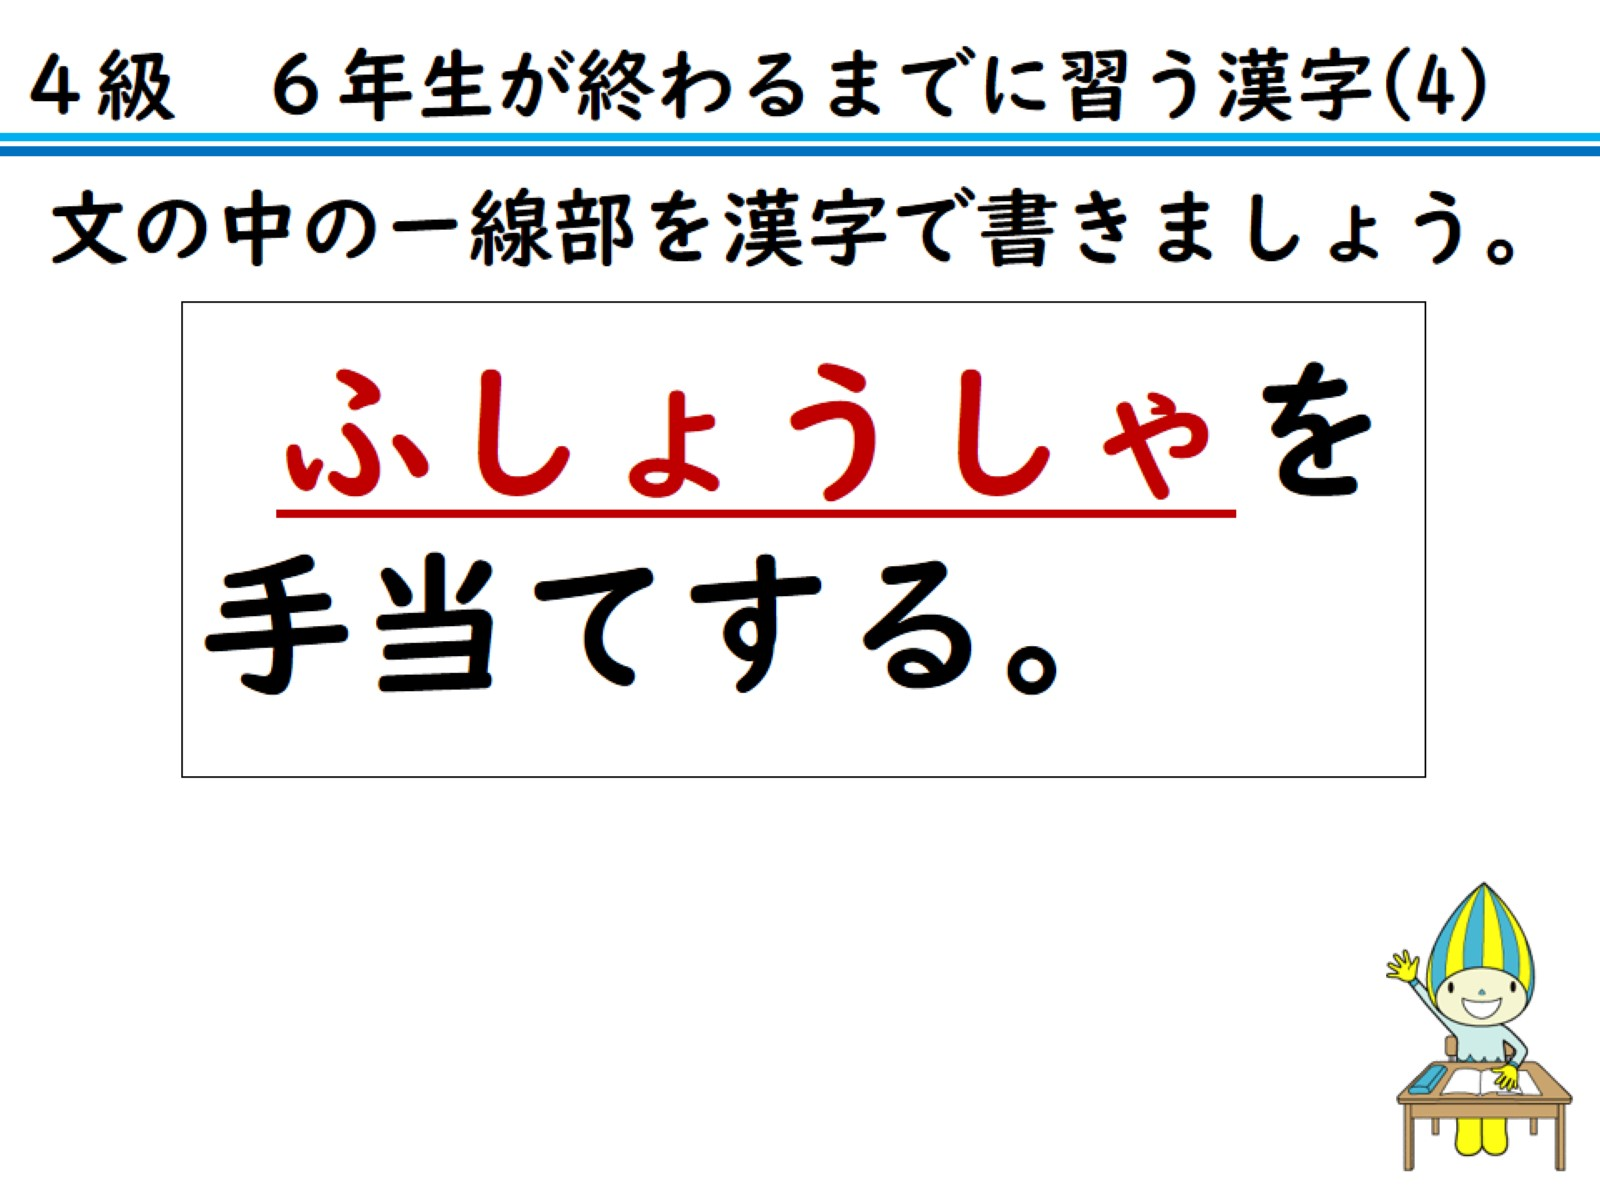 4級　6年生が終わるまでに習う漢字(4)
文の中の一線部を漢字で書きましょう。
ふしょうしゃを
手当てする。